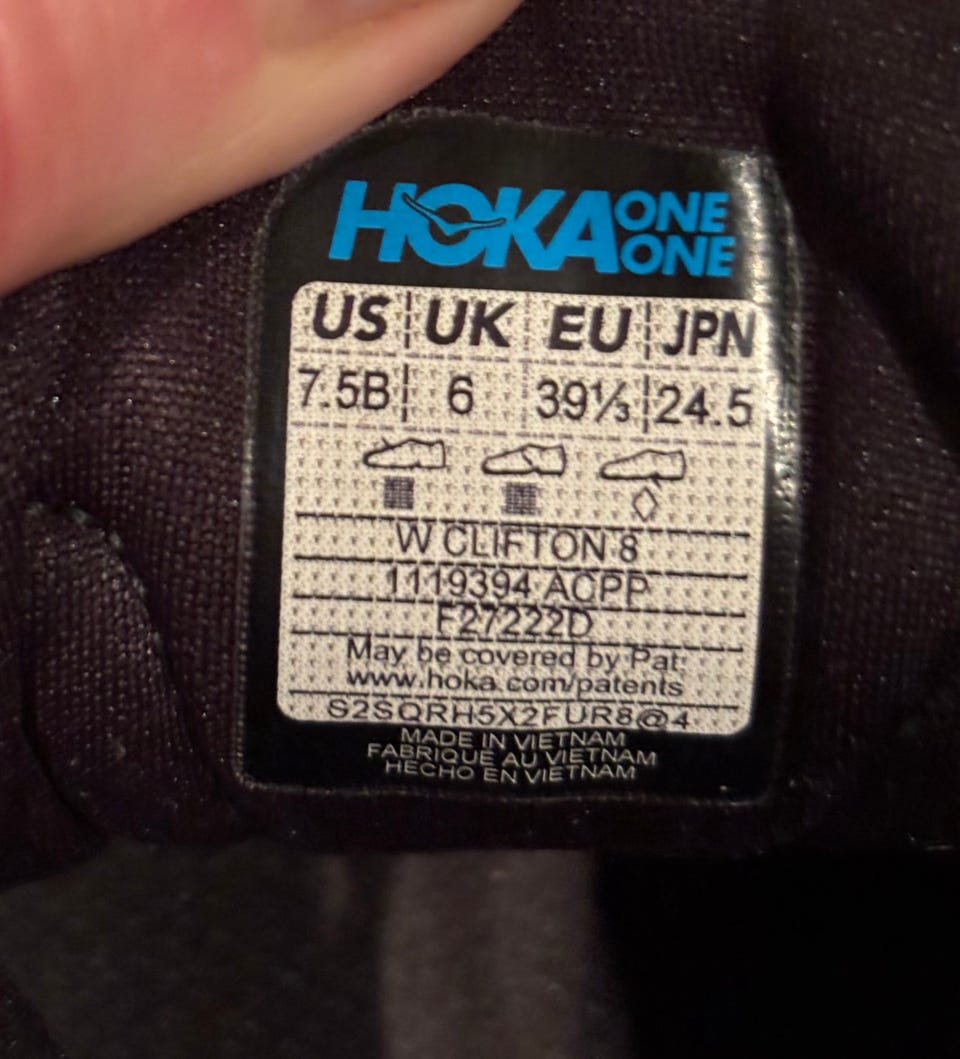 HOKA ONE ONE
US UK EU JPN
7.5B 6 39⅓ 24.5
W CLIFTON 8
1119394 ACPP
F27222D
May be covered by Pat:
www.hoka.com/patents
S2SQRH5X2FUR8@4
MADE IN VIETNAM
FABRIQUE AU VIETNAM
HECHO EN VIETNAM